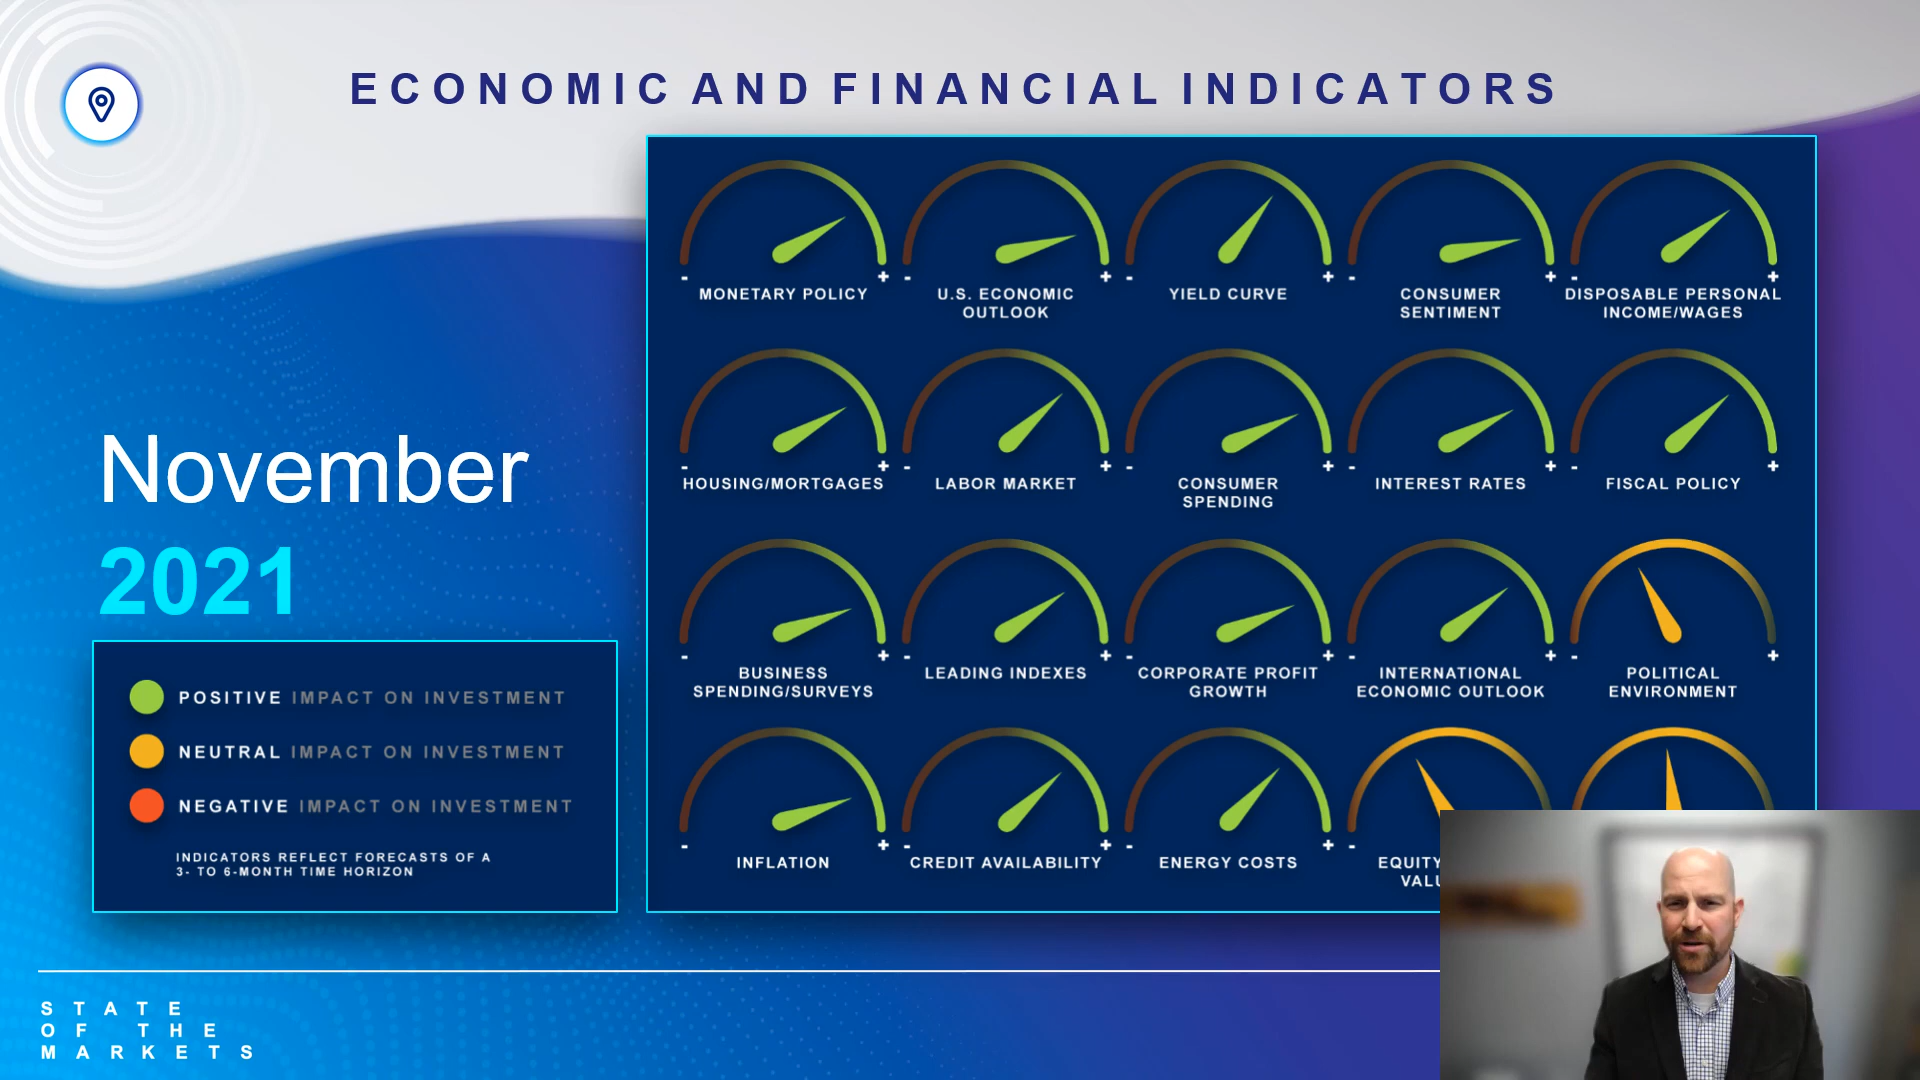 ECONOMIC AND FINANCIAL INDICATORS
November
2021
POSITIVE IMPACT ON INVESTMENT
NEUTRAL IMPACT ON INVESTMENT
NEGATIVE IMPACT ON INVESTMENT
INDICATORS REFLECT FORECASTS OF A
3- TO 6-MONTH TIME HORIZON
- +
MONETARY POLICY
- +
U.S. ECONOMIC
OUTLOOK
- +
YIELD CURVE
- +
CONSUMER
SENTIMENT
- +
DISPOSABLE PERSONAL
INCOME/WAGES
- +
HOUSING/MORTGAGES
- +
LABOR MARKET
- +
CONSUMER
SPENDING
- +
INTEREST RATES
- +
FISCAL POLICY
- +
BUSINESS
SPENDING/SURVEYS
- +
LEADING INDEXES
- +
CORPORATE PROFIT
GROWTH
- +
INTERNATIONAL
ECONOMIC OUTLOOK
- +
POLITICAL
ENVIRONMENT
- +
INFLATION
- +
CREDIT AVAILABILITY
- +
ENERGY COSTS
-
EQUITY
STATE
OF THE
MARKETS